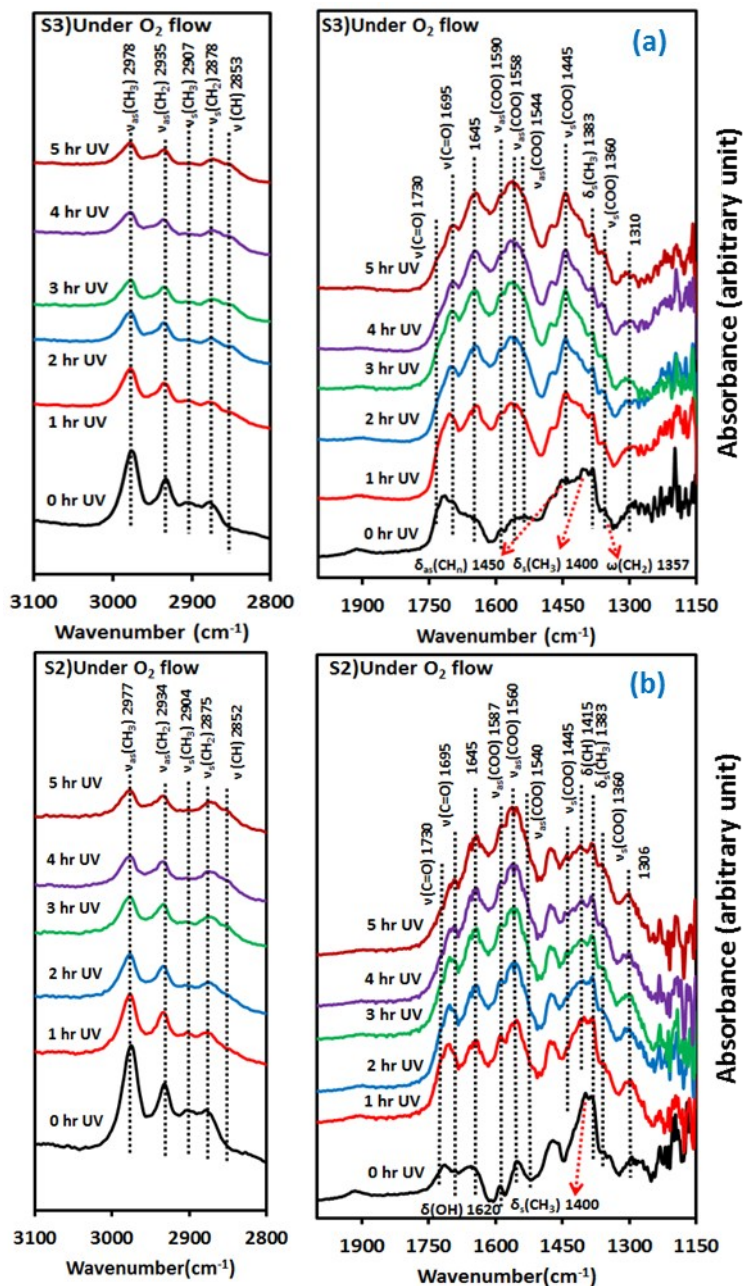 S3)Under O2 flow
νas(CH3) 2978
νas(CH2) 2935
νs(CH3) 2907
νs(CH2) 2878
ν (CH) 2853
5 hr UV
4 hr UV
3 hr UV
2 hr UV
1 hr UV
0 hr UV
3100 3000 2900 2800
Wavenumber (cm-1)
S3)Under O2 flow
(a)
ν(C=O) 1730
ν(C=O) 1695
1645
νas(COO) 1590
νas(COO) 1558
νas(COO) 1544
νs(COO) 1445
δs(CH3) 1383
νs(COO) 1360
1310
5 hr UV
4 hr UV
3 hr UV
2 hr UV
1 hr UV
0 hr UV
δas(CHn) 1450 δs(CH3) 1400 ω(CH2) 1357
1900 1750 1600 1450 1300 1150
Wavenumber (cm-1)
Absorbance (arbitrary unit)
S2)Under O2 flow
νas(CH3) 2977
νas(CH2) 2934
νs(CH3) 2904
νs(CH2) 2875
ν (CH) 2852
5 hr UV
4 hr UV
3 hr UV
2 hr UV
1 hr UV
0 hr UV
3100 3000 2900 2800
Wavenumber(cm-1)
S2)Under O2 flow
(b)
ν(C=O) 1730
ν(C=O) 1695
1645
νas(COO) 1587
νas(COO) 1560
νas(COO) 1540
νs(COO) 1445
δ(CH) 1415
δs(CH3) 1383
νs(COO) 1360
1306
5 hr UV
4 hr UV
3 hr UV
2 hr UV
1 hr UV
0 hr UV
δ(OH) 1620 δs(CH3) 1400
1900 1750 1600 1450 1300 1150
Wavenumber (cm-1)
Absorbance (arbitrary unit)